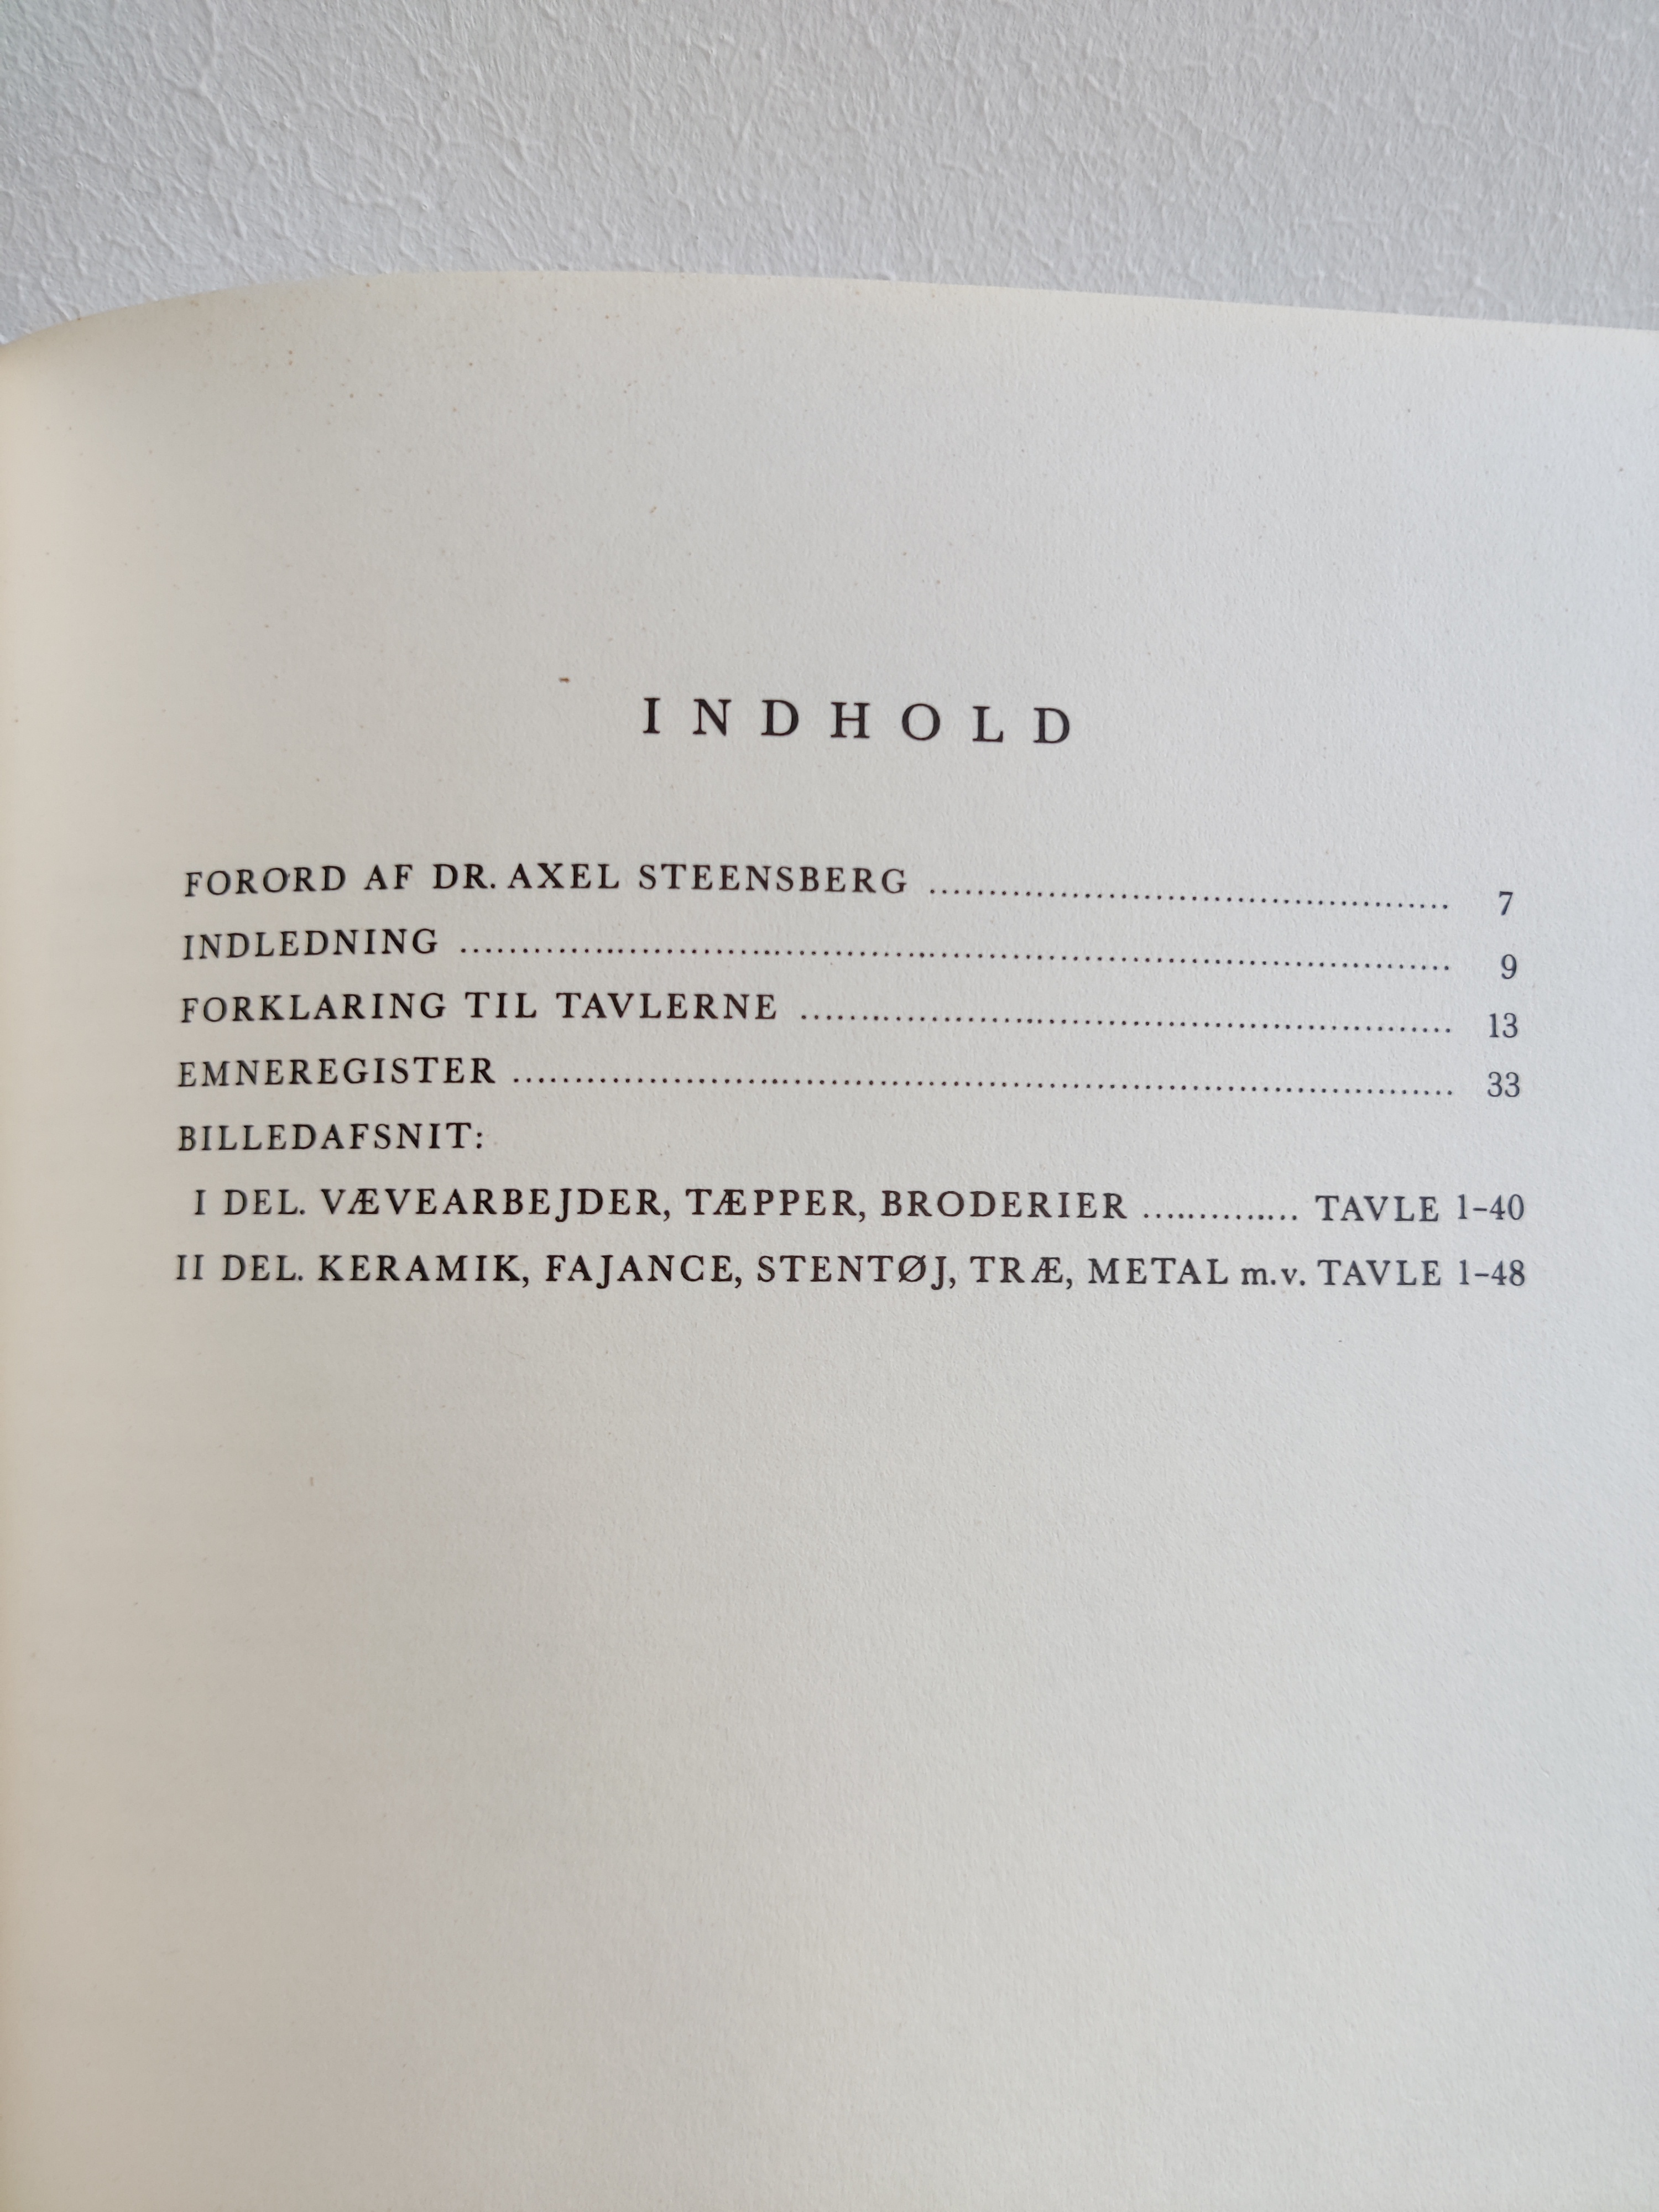 INDHOLD
FORORD AF DR. AXEL STEENSBERG ........................................ 7
INDLEDNING ........................................ 9
FORKLARING TIL TAVLERNE ........................................ 13
EMNEREGISTER ........................................ 33
BILLEDAFSNIT:
I DEL. VÆVEARBEJDER, TÆPPER, BRODERIER ............. TAVLE 1–40
II DEL. KERAMIK, FAJANCE, STENTØJ, TRÆ, METAL m.v. TAVLE 1–48